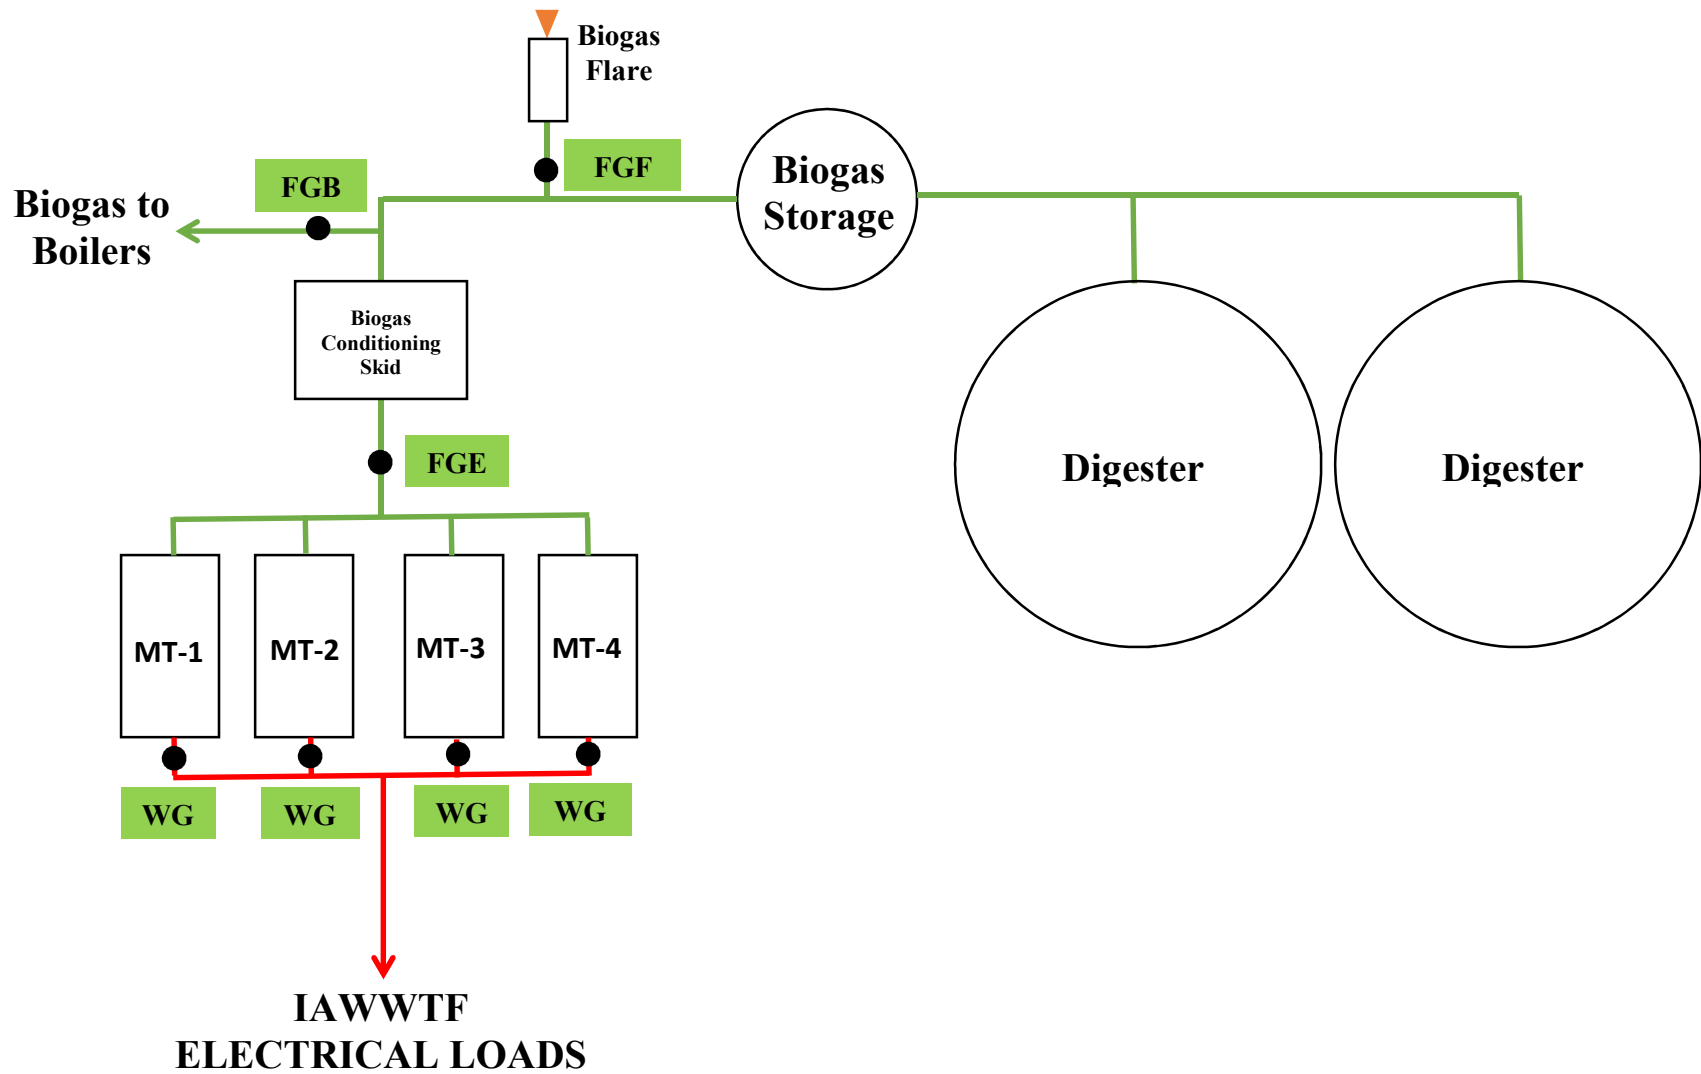 Biogas
Flare
FGF
FGB
Biogas to
Boilers
Biogas
Storage
Biogas
Conditioning
Skid
FGE
Digester
Digester
MT-1
MT-2
MT-3
MT-4
WG
WG
WG
WG
IAWWTF
ELECTRICAL LOADS